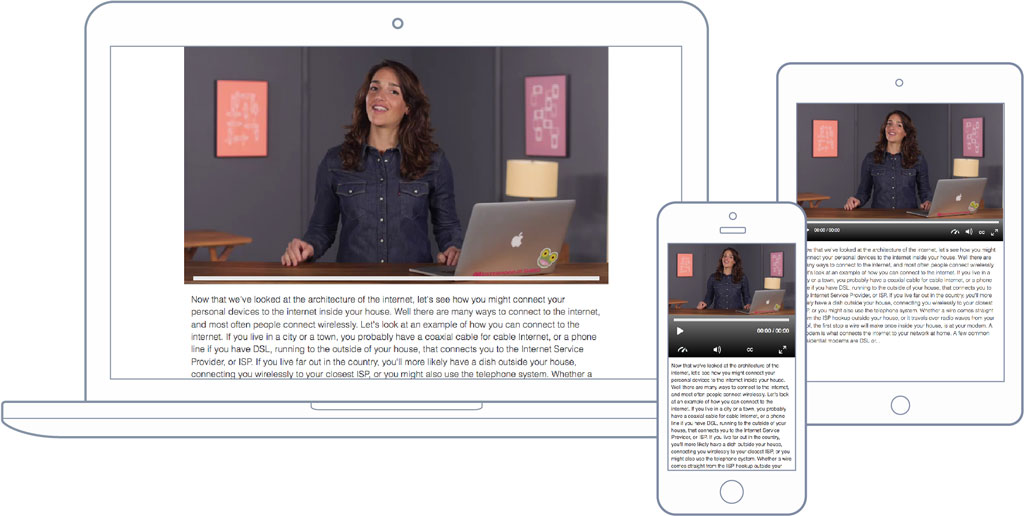 Now that we've looked at the architecture of the internet, let's see how you might connect your
personal devices to the internet inside your house. Well there are many ways to connect to the internet,
and most often people connect wirelessly. Let's look at an example of how you can connect to the
internet. If you live in a city or a town, you probably have a coaxial cable for cable Internet, or a phone
line if you have DSL, running to the outside of your house, that connects you to the Internet Service
Provider, or ISP. If you live far out in the country, you'll more likely have a dish outside your house,
connecting you wirelessly to your closest ISP, or you might also use the telephone system. Whether a
00:00 / 00:00
CC
Now that we've looked at the architecture of the
internet, let's see how you might connect your
personal devices to the internet inside your house.
Well there are many ways to connect to the internet,
and most often people connect wirelessly. Let's look
at an example of how you can connect to the
internet. If you live in a city or a town, you probably
have a coaxial cable for cable Internet, or a phone
line if you have DSL, running to the outside of your
house, that connects you to the Internet Service
Provider, or ISP. If you live far out in the country,
you'll more likely have a dish outside your house,
connecting you wirelessly to your closest ISP, or you
might also use the telephone system. Whether a wire
comes straight from the ISP hookup outside your
00:00 / 00:00
CC
that we've looked at the architecture of the internet, let's see how you might
connect your personal devices to the internet inside your house. Well there are
many ways to connect to the internet, and most often people connect wirelessly.
look at an example of how you can connect to the internet. If you live in a
city or a town, you probably have a coaxial cable for cable Internet, or a phone
if you have DSL, running to the outside of your house, that connects you to
Internet Service Provider, or ISP. If you live far out in the country, you'll more
likely have a dish outside your house, connecting you wirelessly to your closest
or you might also use the telephone system. Whether a wire comes straight
from the ISP hookup outside your house, or it travels over radio waves from your
the first stop a wire will make once inside your house, is at your modem. A
modem is what connects the internet to your network at home. A few common
residential modems are DSL or...